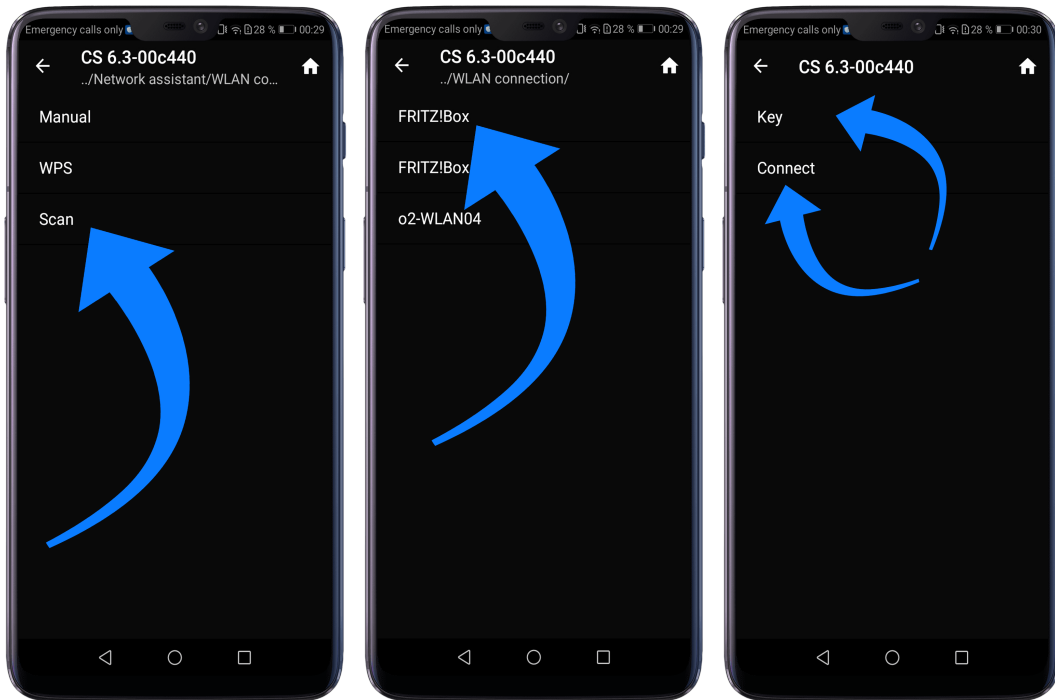 Emergency calls only 28 % 00:29
CS 6.3-00c440
../Network assistant/WLAN co...
Manual
WPS
Scan
Emergency calls only 28 % 00:29
CS 6.3-00c440
../WLAN connection/
FRITZ!Box
FRITZ!Box
o2-WLAN04
Emergency calls only 28 % 00:30
CS 6.3-00c440
Key
Connect